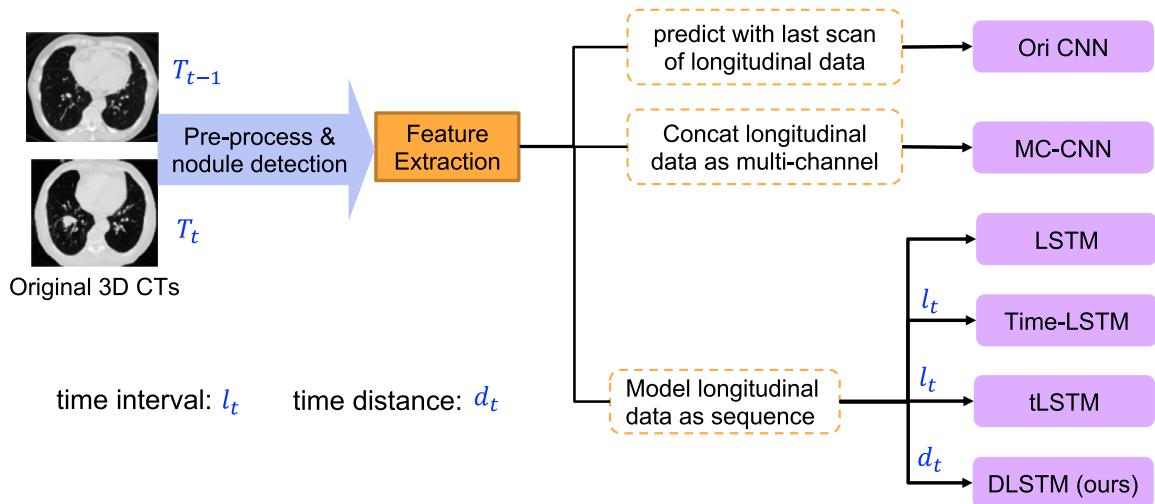 T_{t-1}
T_t
Original 3D CTs
Pre-process &
nodule detection
Feature
Extraction
predict with last scan
of longitudinal data
Ori CNN
Concat longitudinal
data as multi-channel
MC-CNN
Model longitudinal
data as sequence
LSTM
l_t
Time-LSTM
l_t
tLSTM
d_t
DLSTM (ours)
time interval: l_t
time distance: d_t